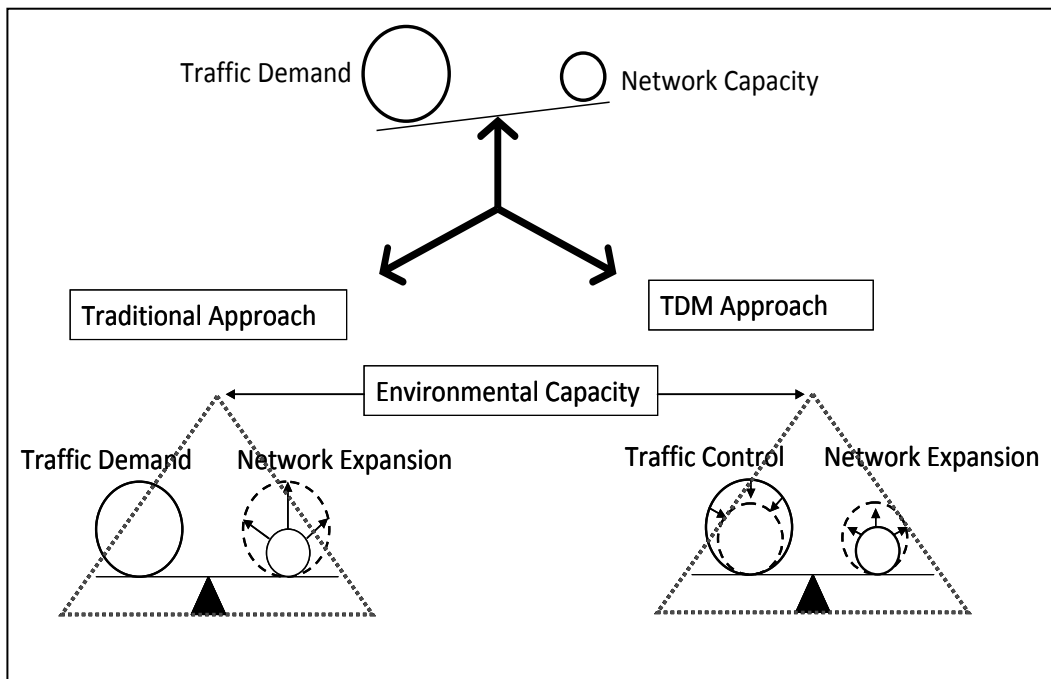 Traffic Demand
Network Capacity
Traditional Approach
TDM Approach
Environmental Capacity
Traffic Demand
Network Expansion
Traffic Control
Network Expansion